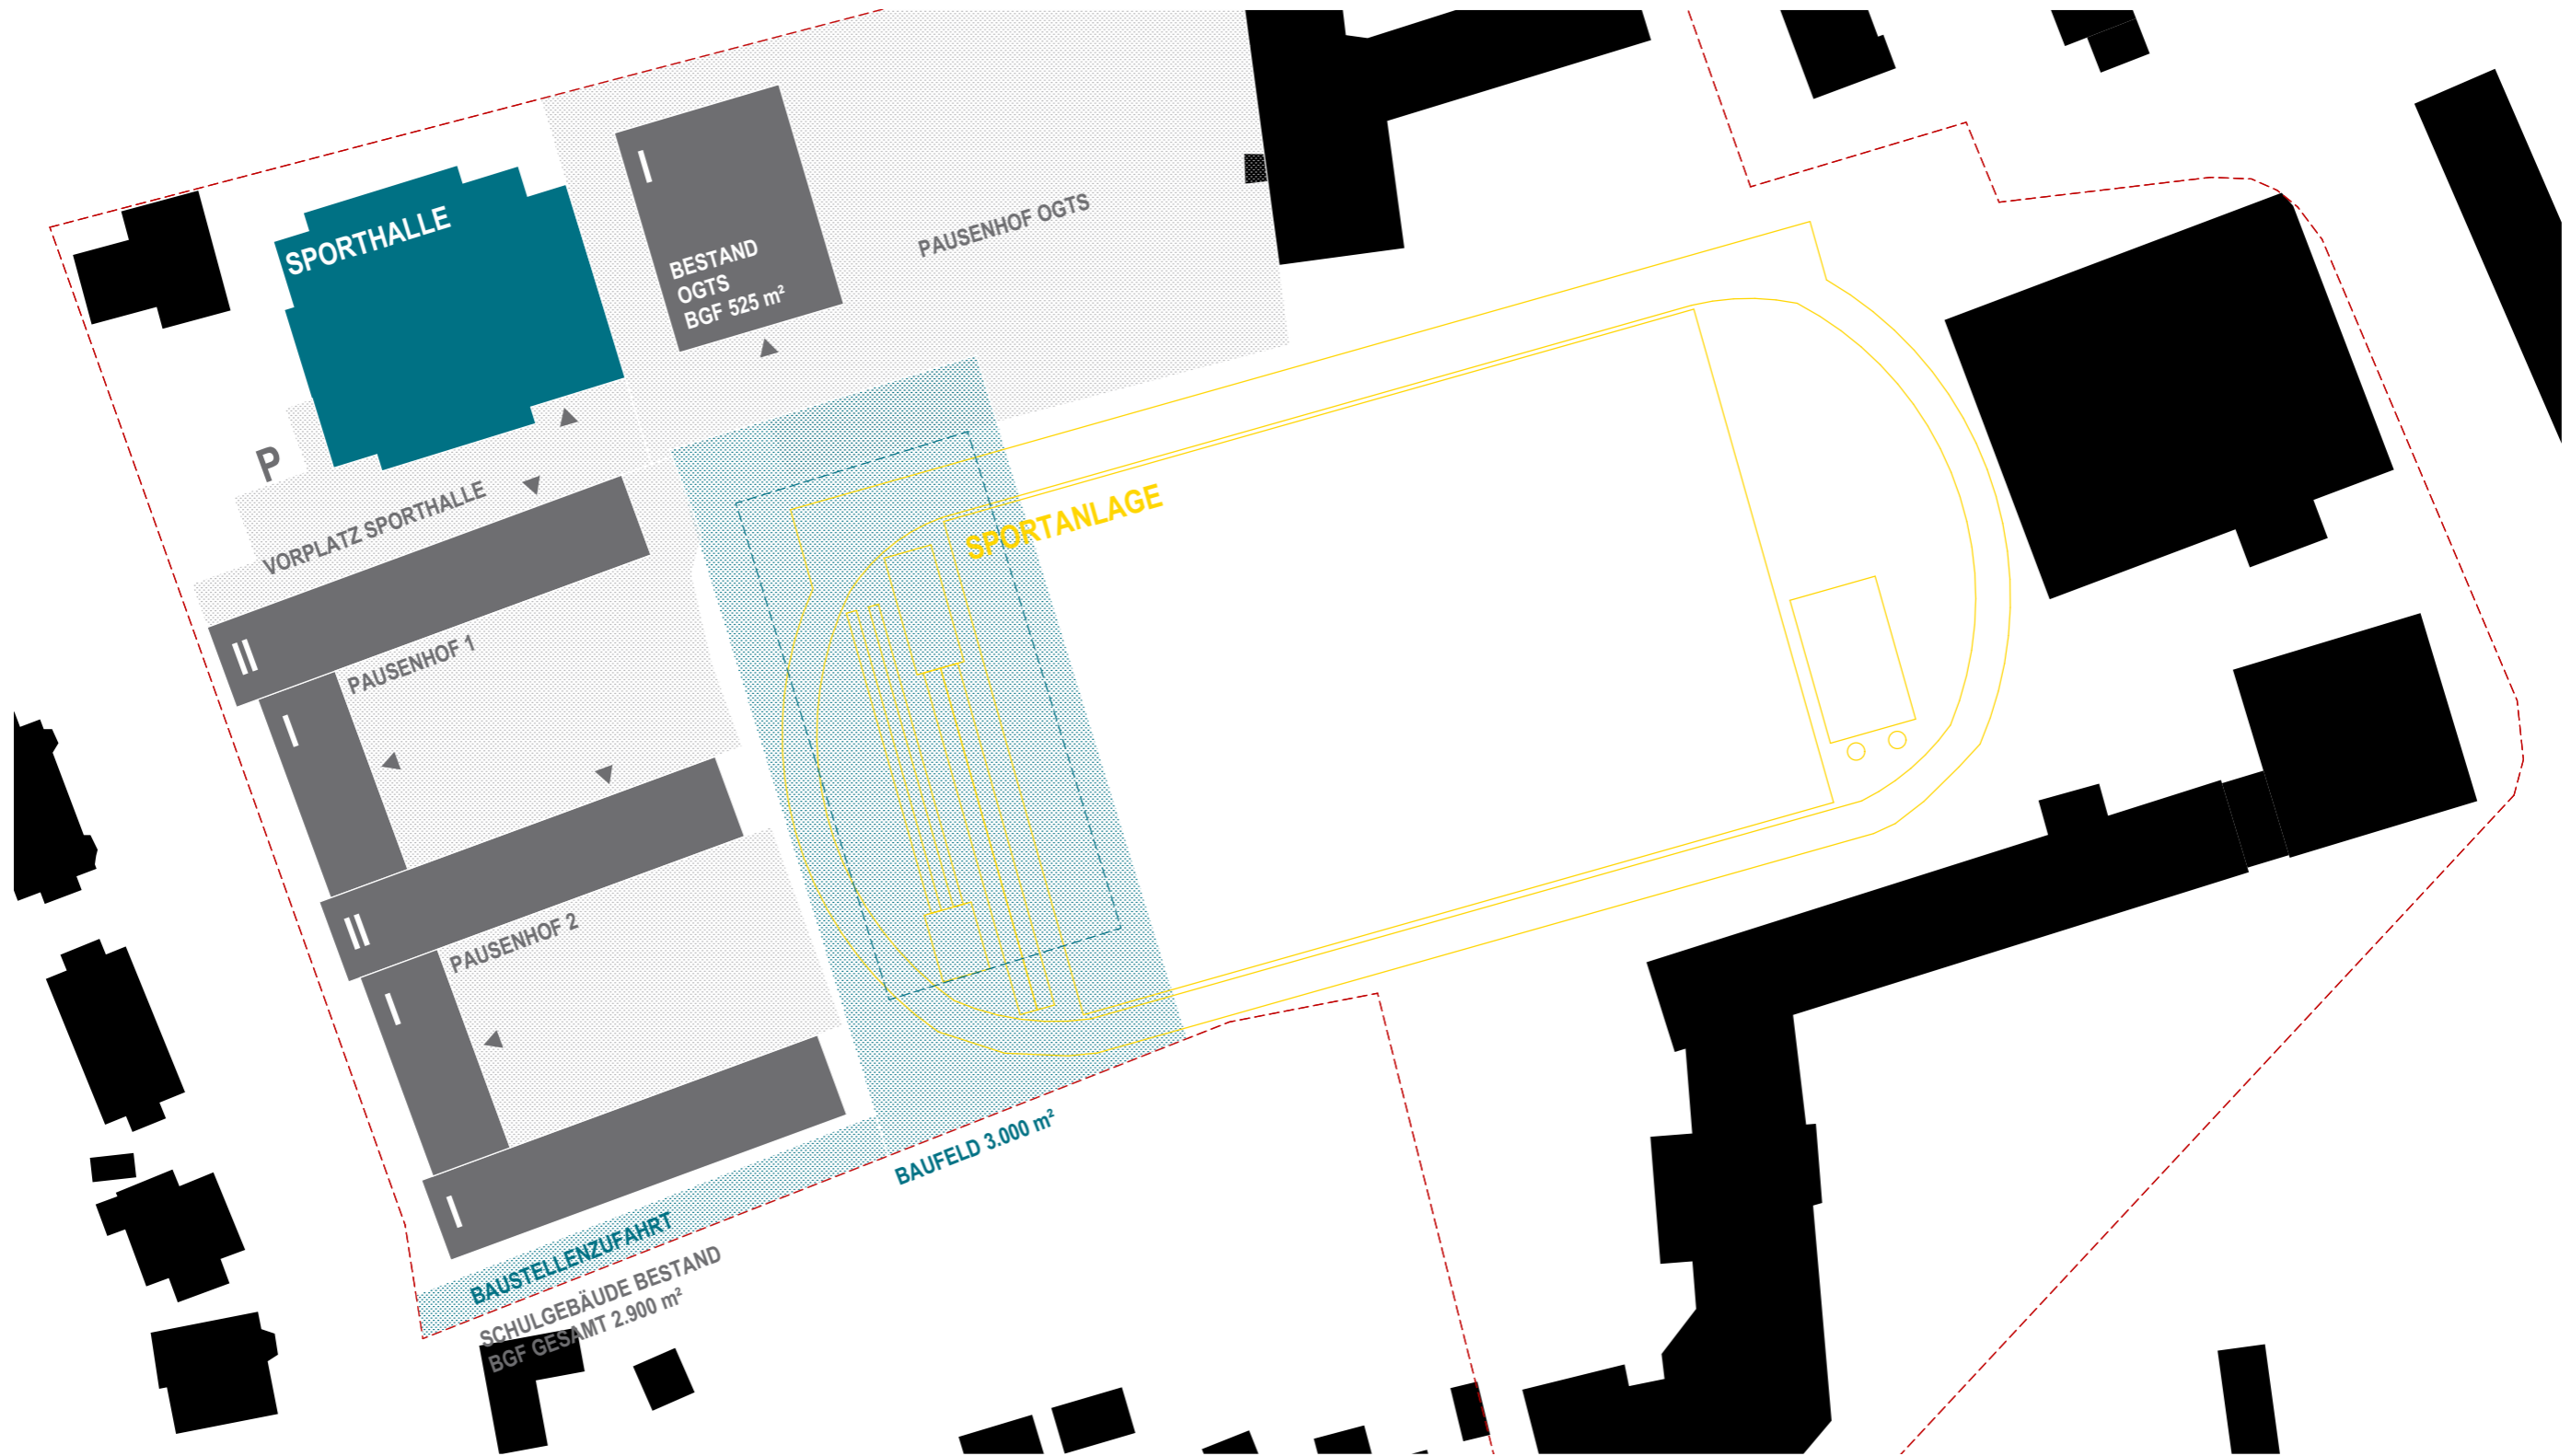 SPORTHALLE
I
BESTAND
OGTS
BGF 525 m²
PAUSENHOF OGTS
P
VORPLATZ SPORTHALLE
SPORTANLAGE
II
PAUSENHOF 1
I
II
PAUSENHOF 2
I
I
BAUFELD 3.000 m²
BAUSTELLENZUFAHRT
SCHULGEBÄUDE BESTAND
BGF GESAMT 2.900 m²